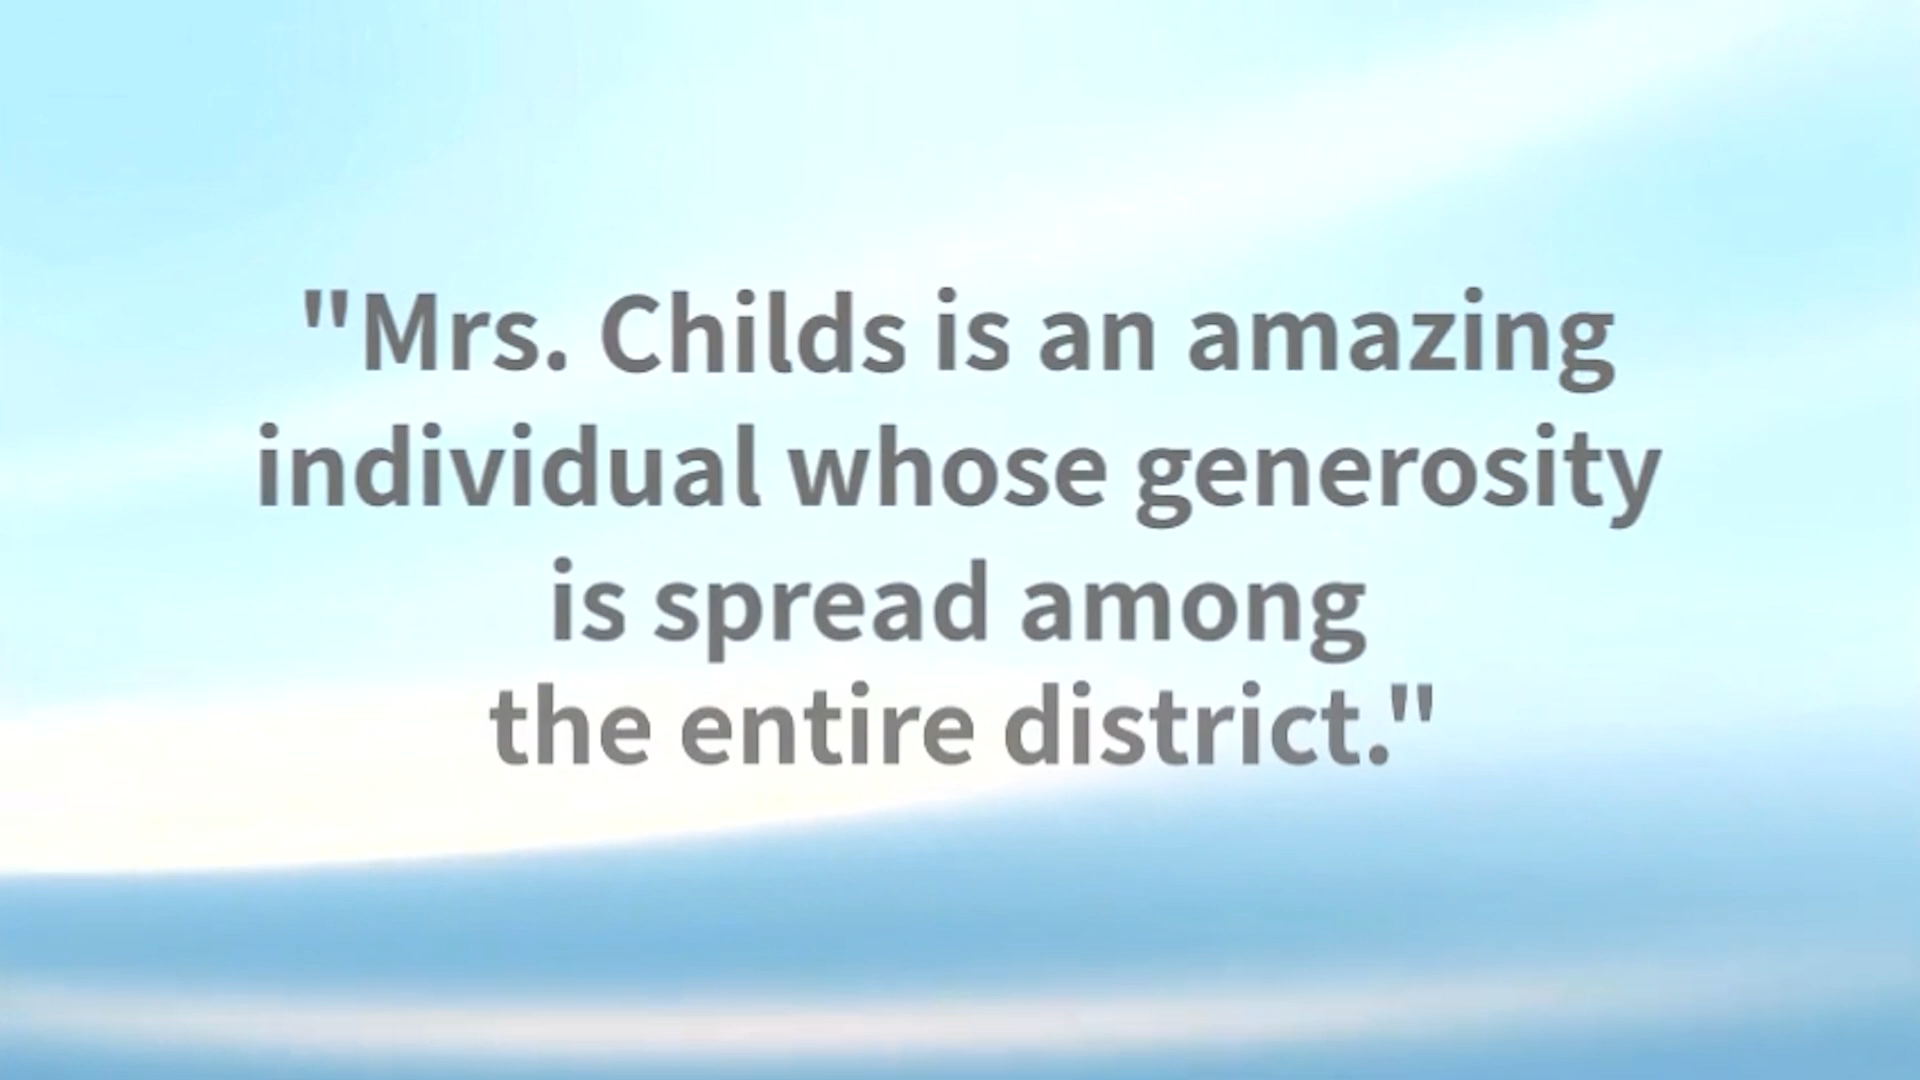 "Mrs. Childs is an amazing
individual whose generosity
is spread among
the entire district."